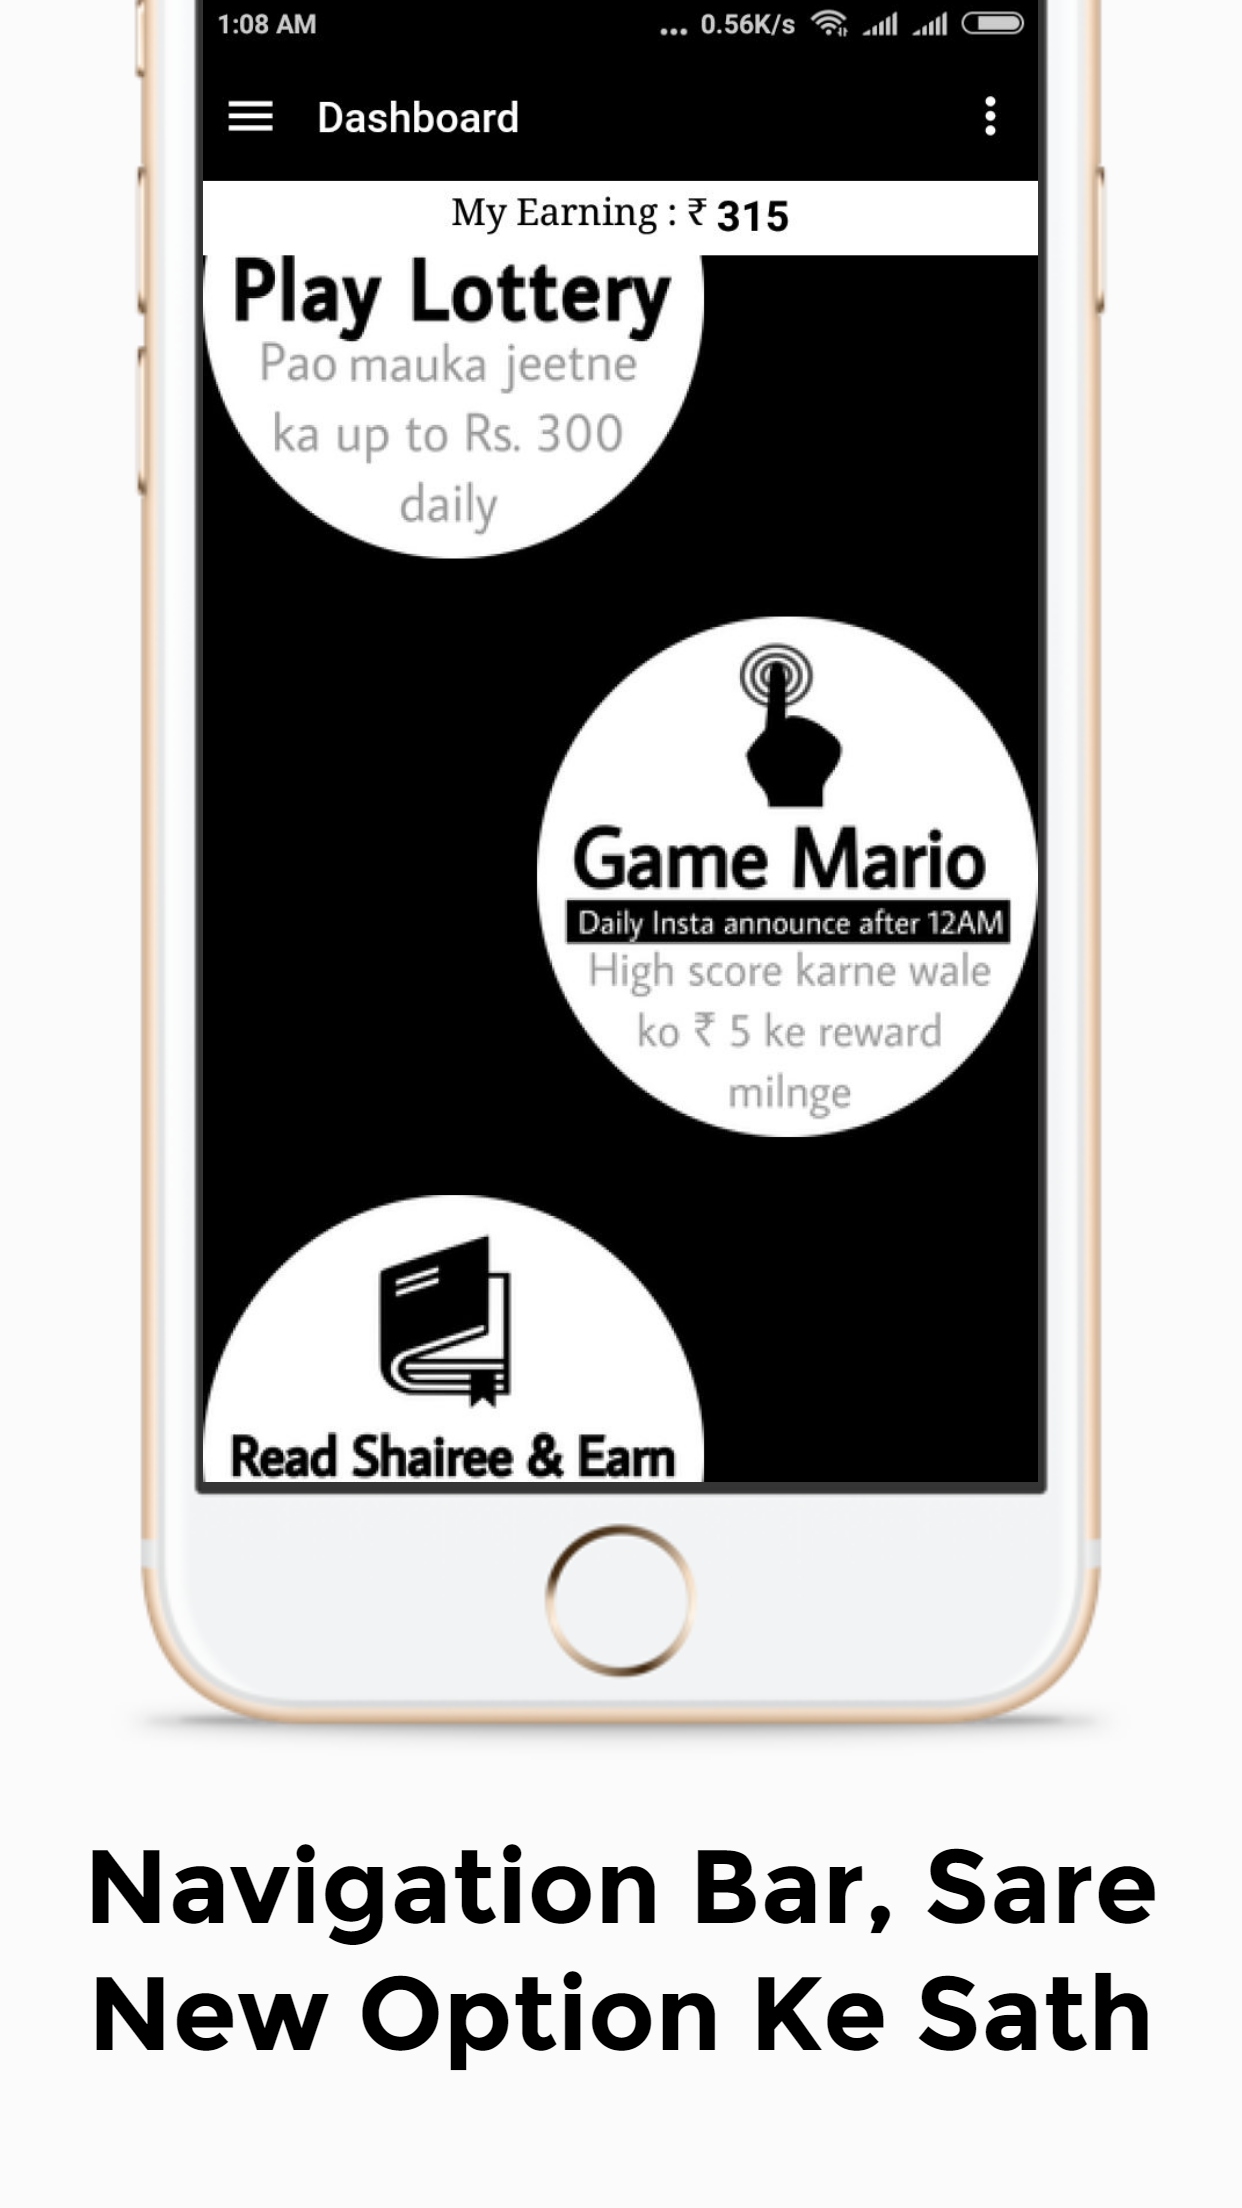 1:08 AM ... 0.56K/s
Dashboard
My Earning : ₹ 315
Play Lottery
Pao mauka jeetne
ka up to Rs. 300
daily
Game Mario
Daily Insta announce after 12AM
High score karne wale
ko ₹ 5 ke reward
milnge
Read Shairee & Earn
Navigation Bar, Sare
New Option Ke Sath